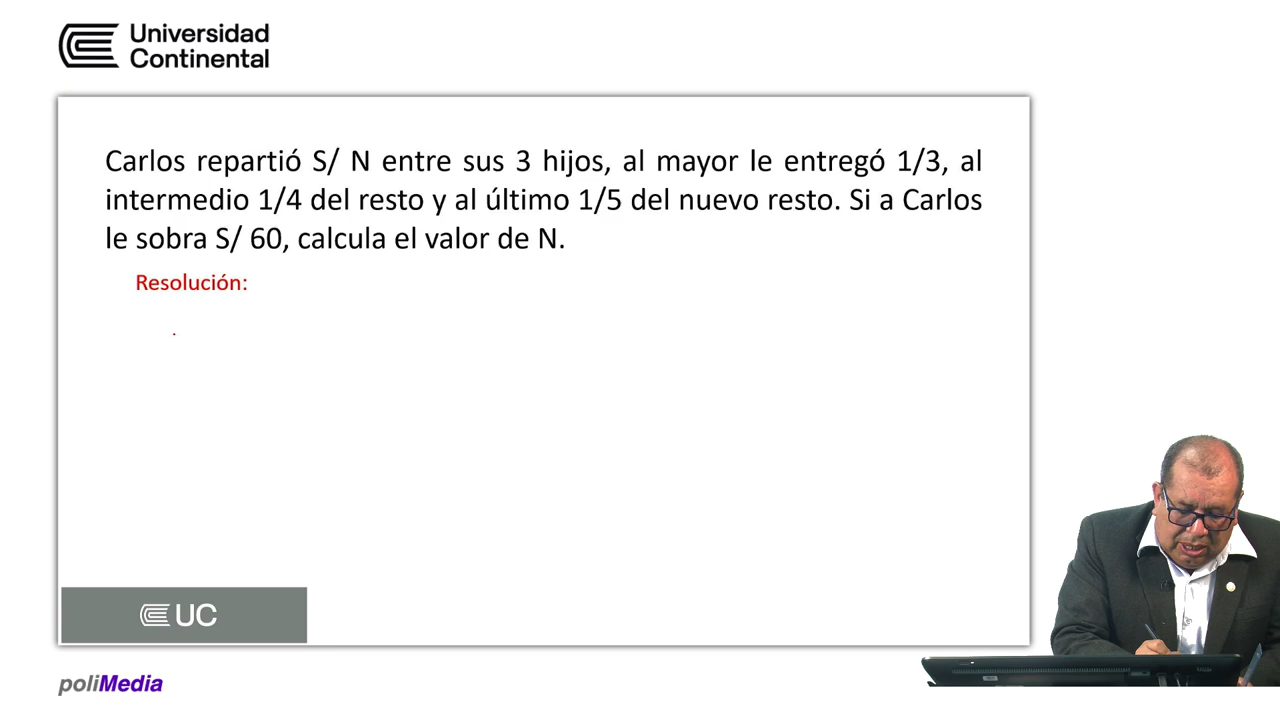 Universidad
Continental
Carlos repartió S/ N entre sus 3 hijos, al mayor le entregó 1/3, al
intermedio 1/4 del resto y al último 1/5 del nuevo resto. Si a Carlos
le sobra S/ 60, calcula el valor de N.
Resolución:
UC
poliMedia